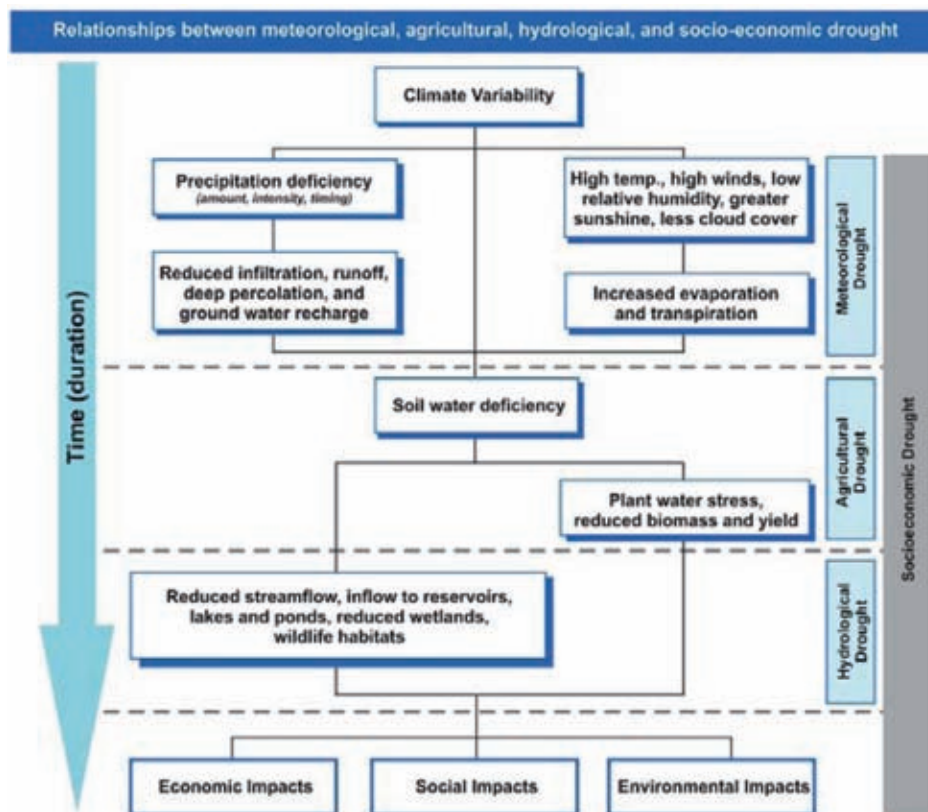 Relationships between meteorological, agricultural, hydrological, and socio-economic drought
Climate Variability
Precipitation deficiency
(amount, intensity, timing)
High temp., high winds, low
relative humidity, greater
sunshine, less cloud cover
Reduced infiltration, runoff,
deep percolation, and
ground water recharge
Increased evaporation
and transpiration
Meteorological
Drought
Time (duration)
Soil water deficiency
Plant water stress,
reduced biomass and yield
Agricultural
Drought
Socioeconomic Drought
Reduced streamflow, inflow to reservoirs,
lakes and ponds, reduced wetlands,
wildlife habitats
Hydrological
Drought
Economic Impacts
Social Impacts
Environmental Impacts